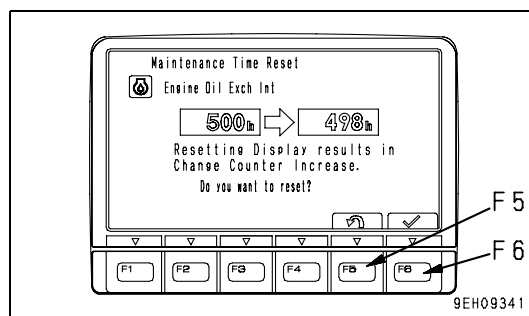 Maintenance Time Reset
Engine Oil Exch Int
500h 498h
Resetting Display results in
Change Counter Increase.
Do you want to reset?
F5
F6
F1 F2 F3 F4 F5 F6
9EH09341